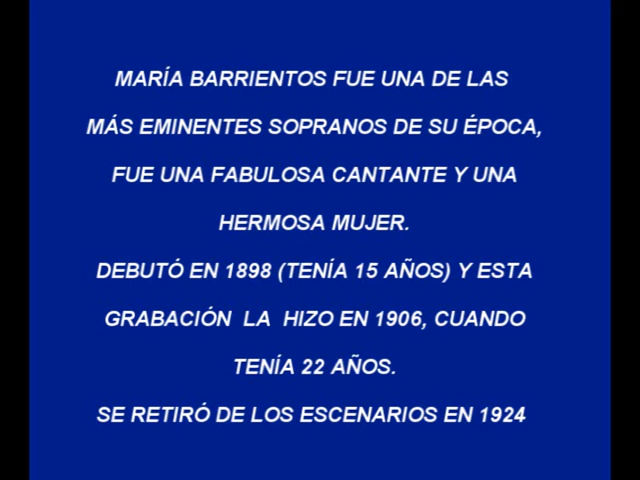 MARÍA BARRIENTOS FUE UNA DE LAS
MÁS EMINENTES SOPRANOS DE SU ÉPOCA,
FUE UNA FABULOSA CANTANTE Y UNA
HERMOSA MUJER.
DEBUTÓ EN 1898 (TENÍA 15 AÑOS) Y ESTA
GRABACIÓN LA HIZO EN 1906, CUANDO
TENÍA 22 AÑOS.
SE RETIRÓ DE LOS ESCENARIOS EN 1924